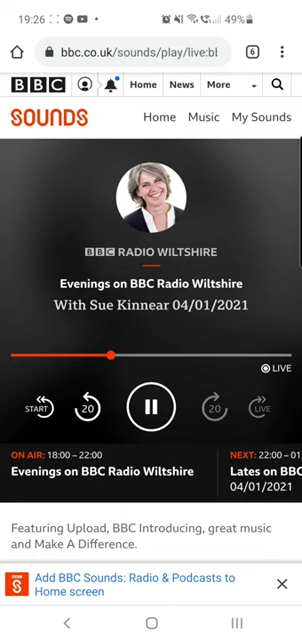 19:26 49%
bbc.co.uk/sounds/play/live:bl 6
BBC Home News More
SOUNDS Home Music My Sounds
BBC RADIO WILTSHIRE
Evenings on BBC Radio Wiltshire
With Sue Kinnear 04/01/2021
LIVE
START 20 20 LIVE
ON AIR: 18:00 – 22:00
Evenings on BBC Radio Wiltshire
NEXT: 22:00 – 01
Lates on BBC
04/01/2021
Featuring Upload, BBC Introducing, great music
and Make A Difference.
Add BBC Sounds: Radio & Podcasts to
Home screen